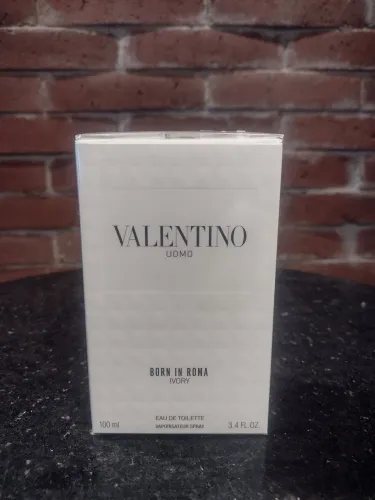 VALENTINO
UOMO
BORN IN ROMA
IVORY
EAU DE TOILETTE
100 ml VAPORISATEUR SPRAY 3.4 FL.OZ.